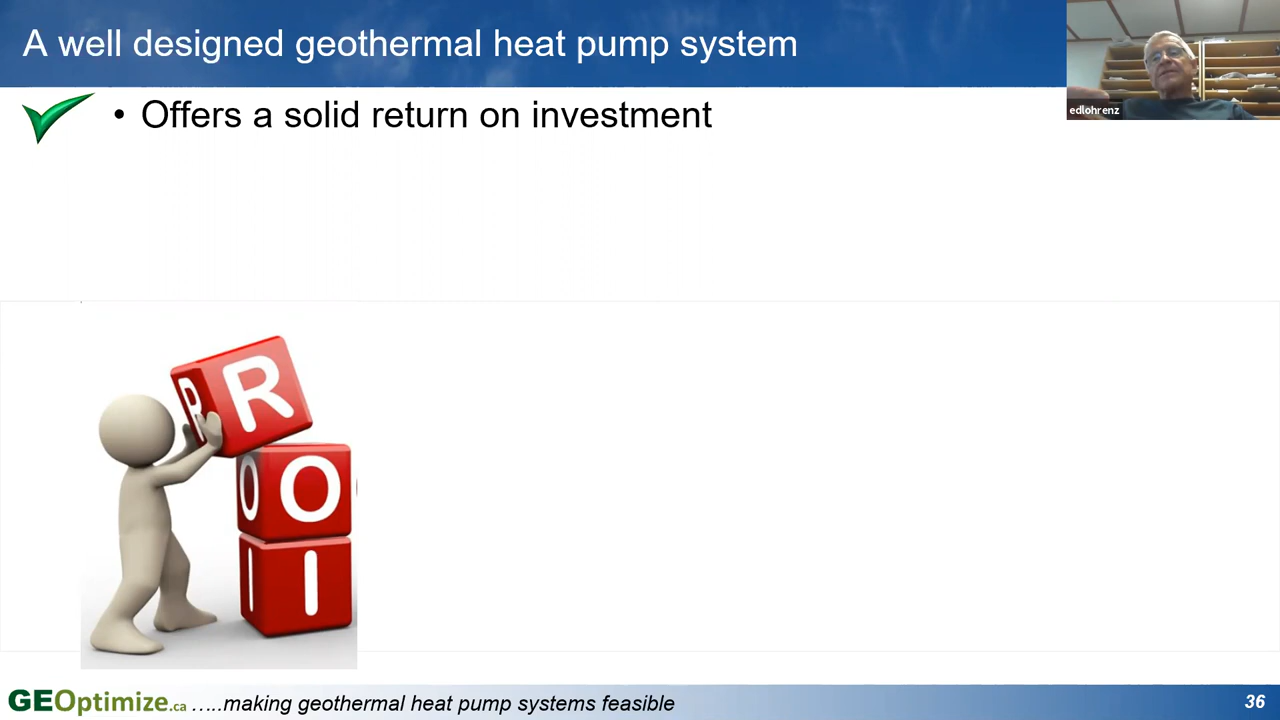 A well designed geothermal heat pump system
edlohrenz
• Offers a solid return on investment
R R
O O
I I
GEOptimize.ca …..making geothermal heat pump systems feasible
36